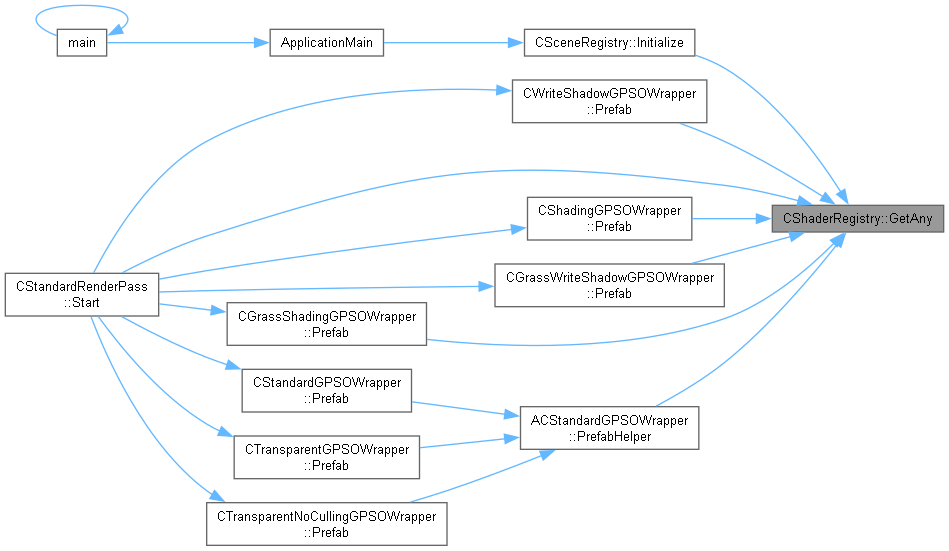 main
ApplicationMain
CSceneRegistry::Initialize
CWriteShadowGPSOWrapper
::Prefab
CShaderRegistry::GetAny
CShadingGPSOWrapper
::Prefab
CGrassWriteShadowGPSOWrapper
::Prefab
CStandardRenderPass
::Start
CGrassShadingGPSOWrapper
::Prefab
CStandardGPSOWrapper
::Prefab
ACStandardGPSOWrapper
::PrefabHelper
CTransparentGPSOWrapper
::Prefab
CTransparentNoCullingGPSOWrapper
::Prefab